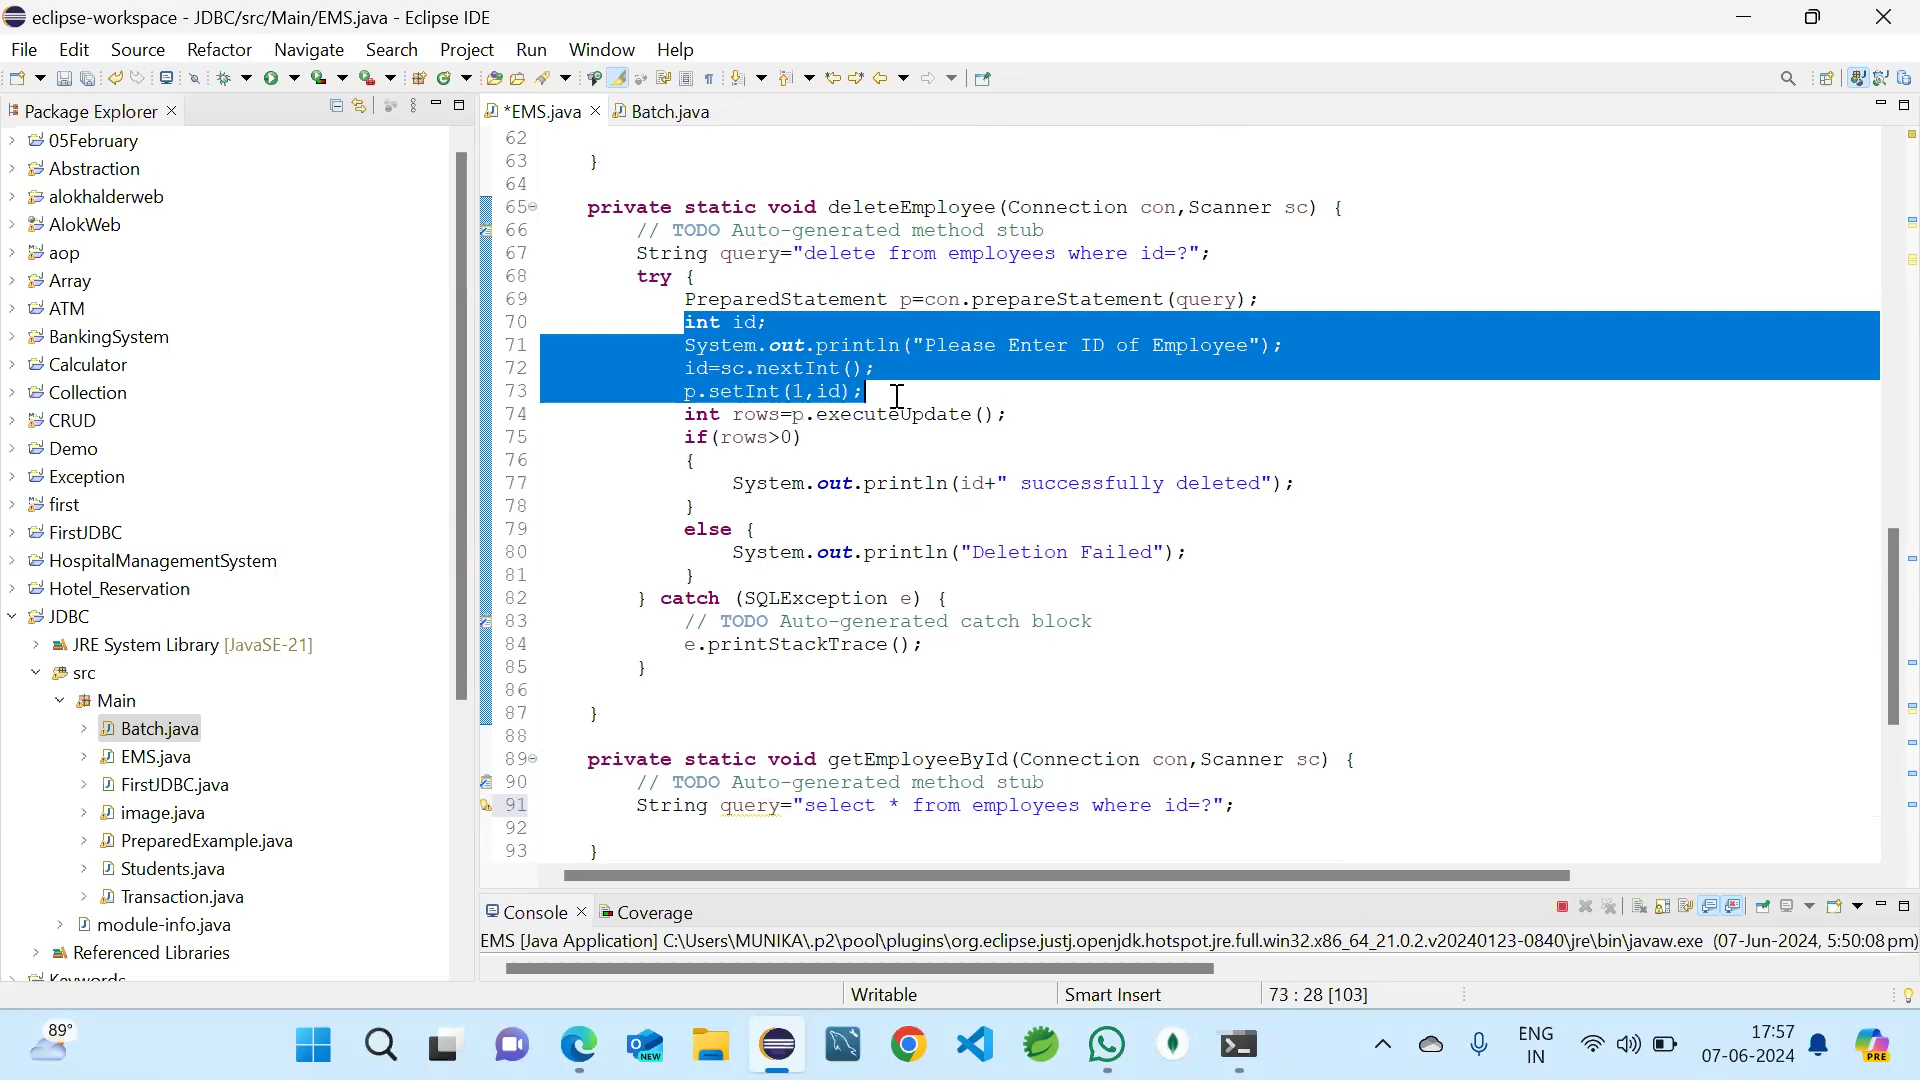 eclipse-workspace - JDBC/src/Main/EMS.java - Eclipse IDE
File Edit Source Refactor Navigate Search Project Run Window Help
Package Explorer
*EMS.java
Batch.java
05February
Abstraction
alokhalderweb
AlokWeb
aop
Array
ATM
BankingSystem
Calculator
Collection
CRUD
Demo
Exception
first
FirstJDBC
HospitalManagementSystem
Hotel_Reservation
JDBC
JRE System Library [JavaSE-21]
src
Main
Batch.java
EMS.java
FirstJDBC.java
image.java
PreparedExample.java
Students.java
Transaction.java
module-info.java
Referenced Libraries
Keywords
62
63 }
64
65 private static void deleteEmployee(Connection con,Scanner sc) {
66 // TODO Auto-generated method stub
67 String query="delete from employees where id=?";
68 try {
69 PreparedStatement p=con.prepareStatement(query);
70 int id;
71 System.out.println("Please Enter ID of Employee");
72 id=sc.nextInt();
73 p.setInt(1,id);
74 int rows=p.executeUpdate();
75 if(rows>0)
76 {
77 System.out.println(id+" successfully deleted");
78 }
79 else {
80 System.out.println("Deletion Failed");
81 }
82 } catch (SQLException e) {
83 // TODO Auto-generated catch block
84 e.printStackTrace();
85 }
86
87 }
88
89 private static void getEmployeeById(Connection con,Scanner sc) {
90 // TODO Auto-generated method stub
91 String query="select * from employees where id=?";
92
93 }
Console
Coverage
EMS [Java Application] C:\Users\MUNIKA\.p2\pool\plugins\org.eclipse.justj.openjdk.hotspot.jre.full.win32.x86_64_21.0.2.v20240123-0840\jre\bin\javaw.exe (07-Jun-2024, 5:50:08 pm)
Writable
Smart Insert
73 : 28 [103]
89°
NEW
ENG
IN
17:57
07-06-2024
PRE